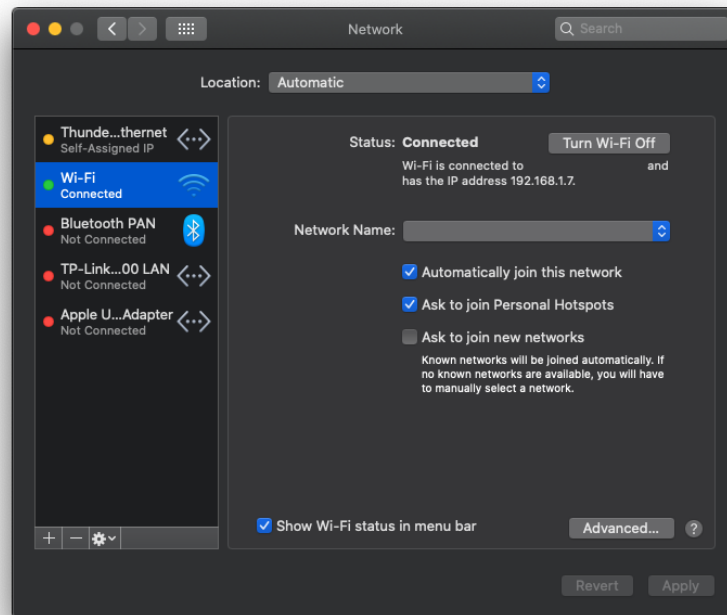 Network
Search
Location: Automatic
Thunde...thernet
Self-Assigned IP
Wi-Fi
Connected
Bluetooth PAN
Not Connected
TP-Link...00 LAN
Not Connected
Apple U...Adapter
Not Connected
Status: Connected
Turn Wi-Fi Off
Wi-Fi is connected to and
has the IP address 192.168.1.7.
Network Name:
Automatically join this network
Ask to join Personal Hotspots
Ask to join new networks
Known networks will be joined automatically. If
no known networks are available, you will have
to manually select a network.
Show Wi-Fi status in menu bar
Advanced...
?
Revert
Apply